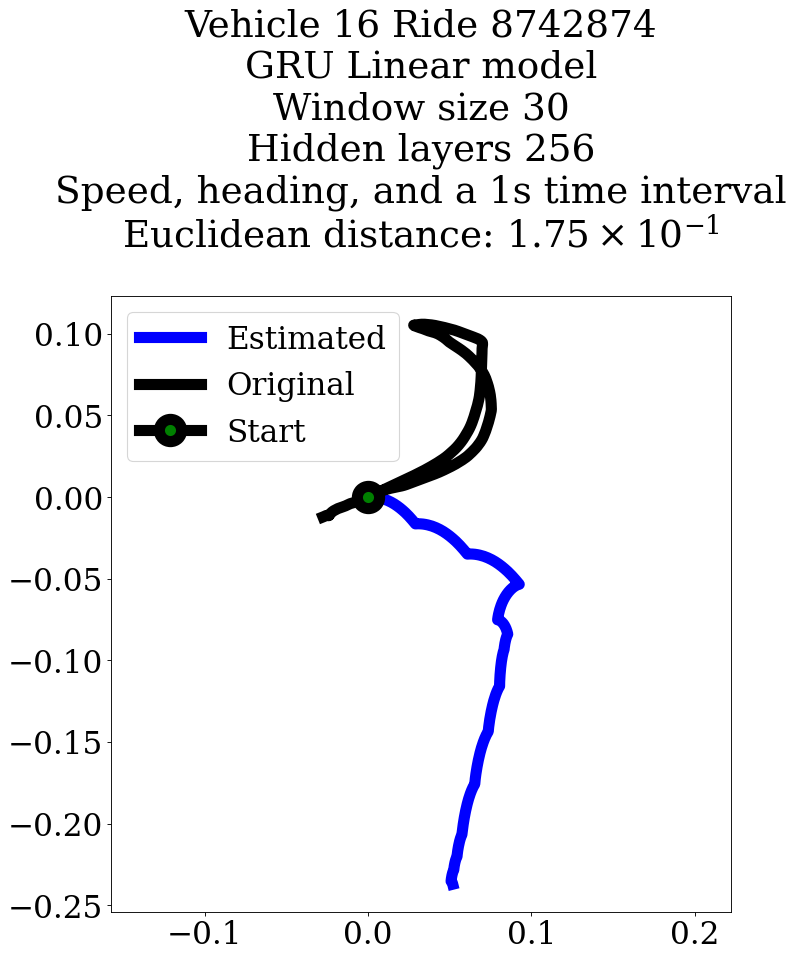 Vehicle 16 Ride 8742874
GRU Linear model
Window size 30
Hidden layers 256
Speed, heading, and a 1s time interval
Euclidean distance: 1.75 × 10⁻¹
Estimated
Original
Start
0.10
0.05
0.00
−0.05
−0.10
−0.15
−0.20
−0.25
−0.1
0.0
0.1
0.2